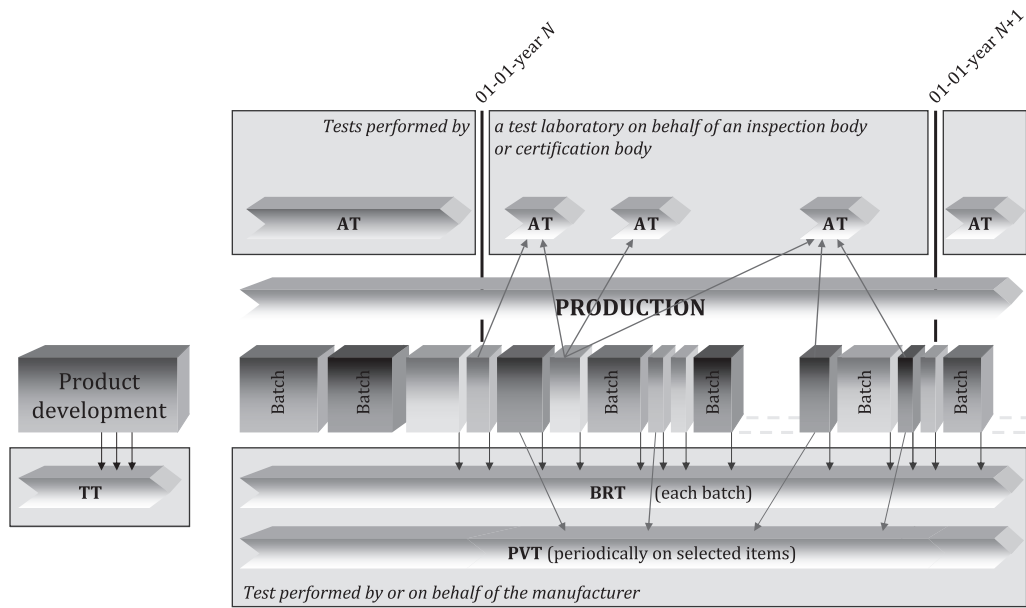 01-01-year N
01-01-year N+1
Tests performed by
a test laboratory on behalf of an inspection body
or certification body
AT
AT
AT
AT
AT
PRODUCTION
Product
development
Batch
Batch
Batch
Batch
Batch
Batch
TT
BRT (each batch)
PVT (periodically on selected items)
Test performed by or on behalf of the manufacturer